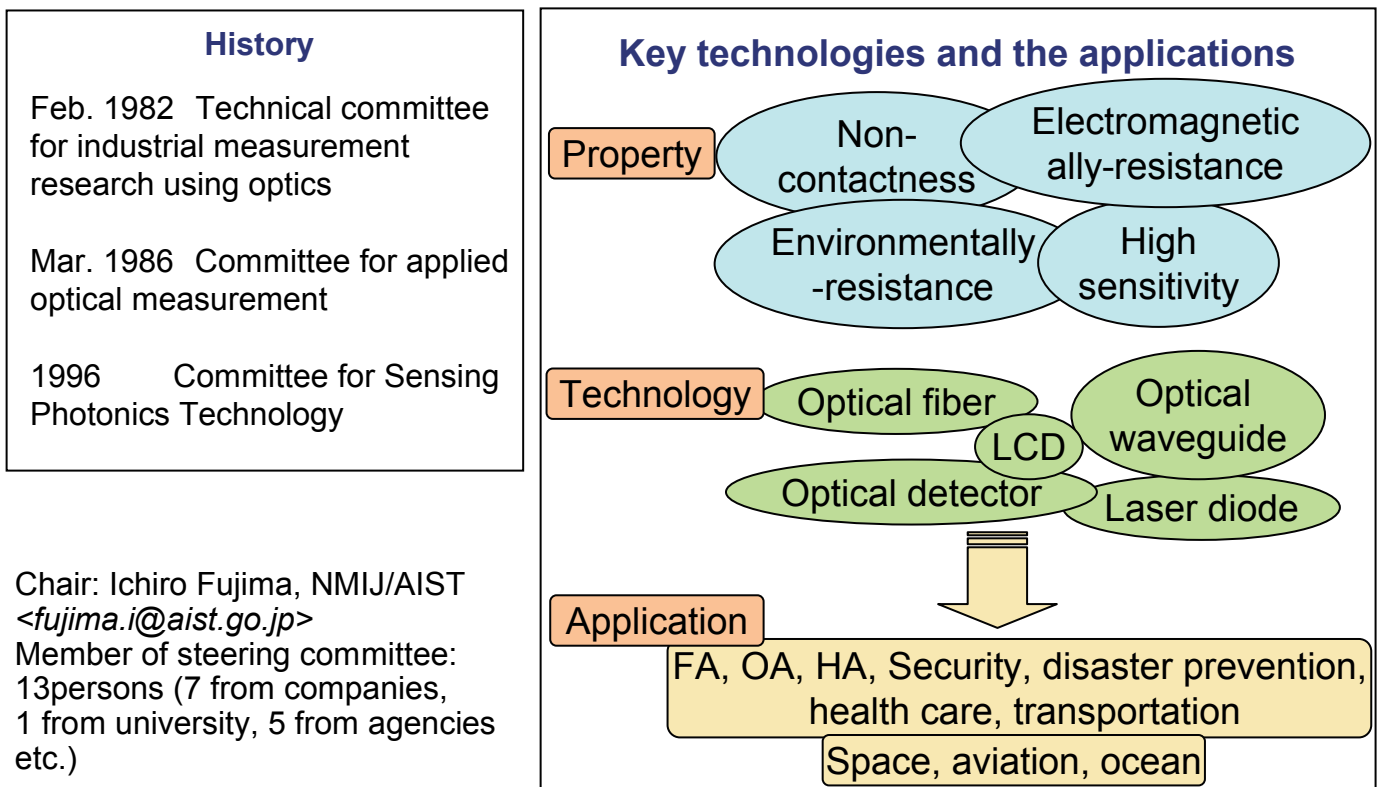 History
Feb. 1982 Technical committee
for industrial measurement
research using optics
Mar. 1986 Committee for applied
optical measurement
1996 Committee for Sensing
Photonics Technology
Chair: Ichiro Fujima, NMIJ/AIST
<fujima.i@aist.go.jp>
Member of steering committee:
13persons (7 from companies,
1 from university, 5 from agencies
etc.)
Key technologies and the applications
Property
Non-
contactness
Electromagnetic
ally-resistance
Environmentally
-resistance
High
sensitivity
Technology
Optical fiber
LCD
Optical
waveguide
Optical detector
Laser diode
Application
FA, OA, HA, Security, disaster prevention,
health care, transportation
Space, aviation, ocean